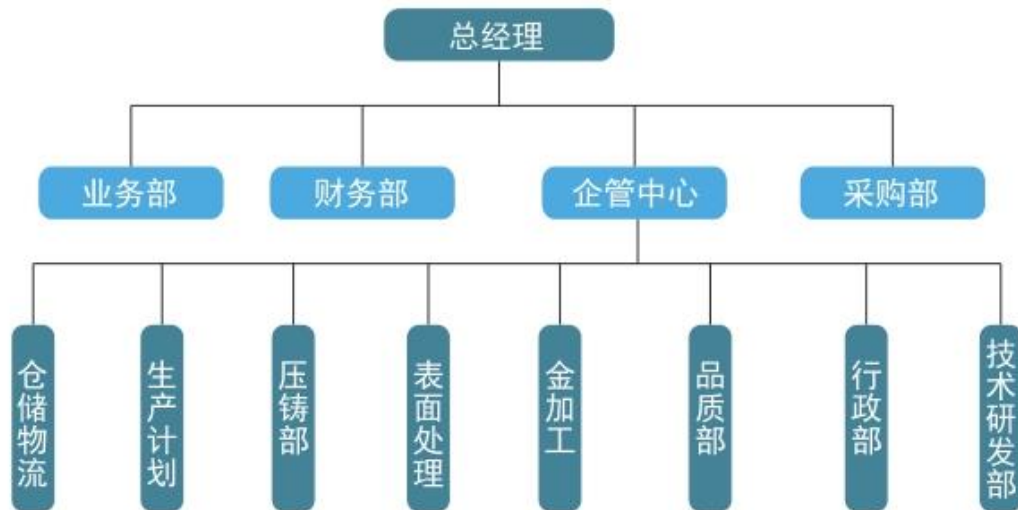 总经理
业务部
财务部
企管中心
采购部
仓储物流
生产计划
压铸部
表面处理
金加工
品质部
行政部
技术研发部